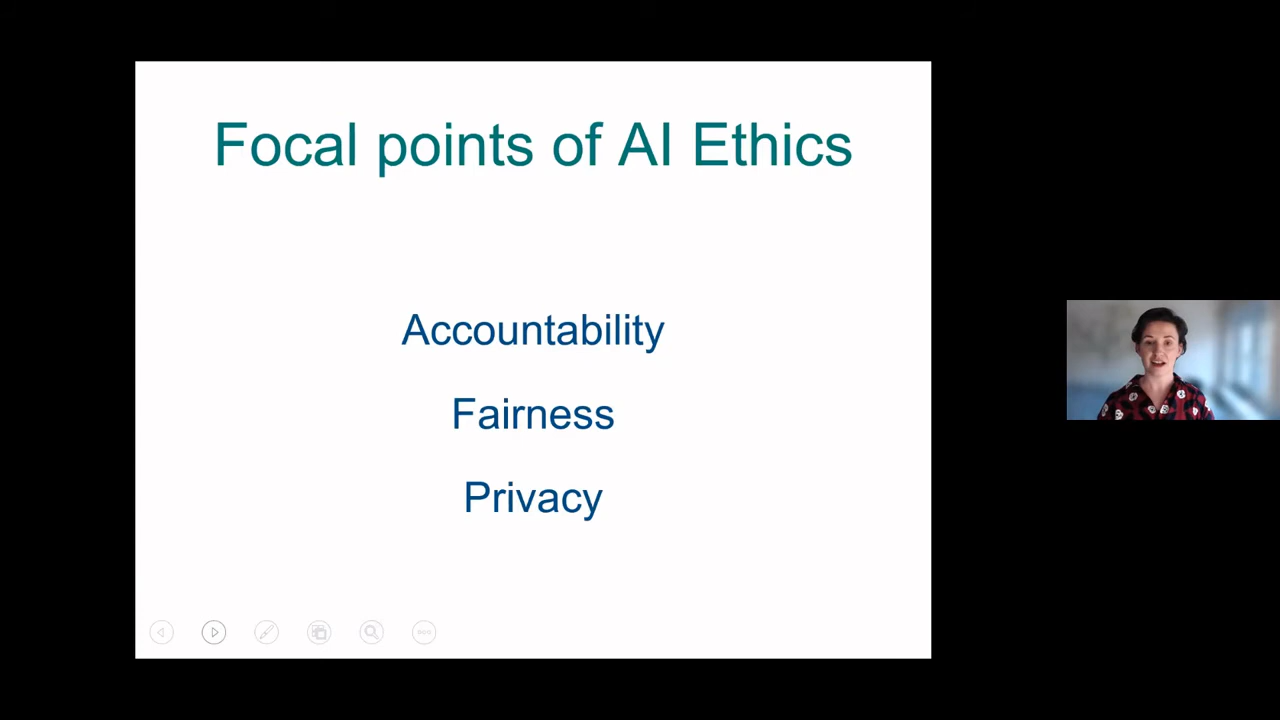 Focal points of AI Ethics
Accountability
Fairness
Privacy